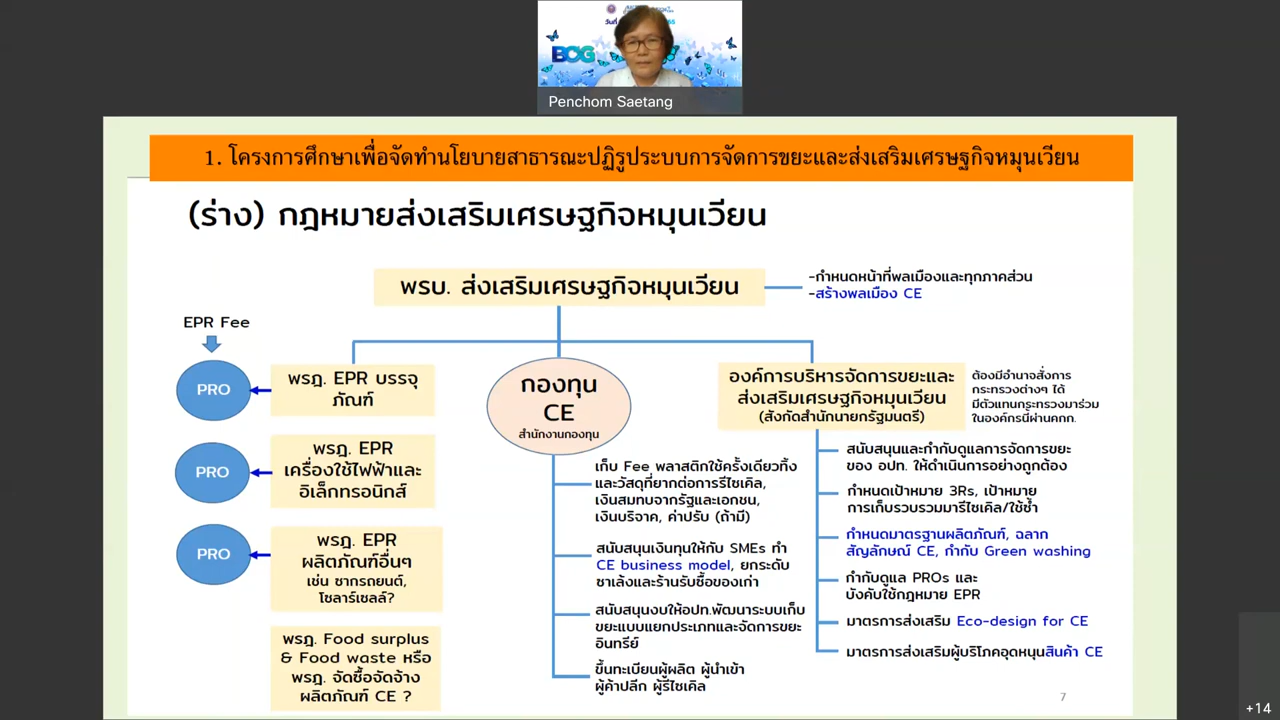 BCG
Penchom Saetang
1. โครงการศึกษาเพื่อจัดทำนโยบายสาธารณะปฏิรูประบบการจัดการขยะและส่งเสริมเศรษฐกิจหมุนเวียน
(ร่าง) กฎหมายส่งเสริมเศรษฐกิจหมุนเวียน
พรบ. ส่งเสริมเศรษฐกิจหมุนเวียน
-กำหนดหน้าที่พลเมืองและทุกภาคส่วน
-สร้างพลเมือง CE
EPR Fee
PRO
พรฎ. EPR บรรจุ
ภัณฑ์
PRO
พรฎ. EPR
เครื่องใช้ไฟฟ้าและ
อิเล็กทรอนิกส์
PRO
พรฎ. EPR
ผลิตภัณฑ์อื่นๆ
เช่น ซากรถยนต์,
โซลาร์เซลล์?
พรฎ. Food surplus
& Food waste หรือ
พรฎ. จัดซื้อจัดจ้าง
ผลิตภัณฑ์ CE ?
กองทุน
CE
สำนักงานกองทุน
เก็บ Fee พลาสติกใช้ครั้งเดียวทิ้ง
และวัสดุที่ยากต่อการรีไซเคิล,
เงินสมทบจากรัฐและเอกชน,
เงินบริจาค, ค่าปรับ (ถ้ามี)
สนับสนุนเงินทุนให้กับ SMEs ทำ
CE business model, ยกระดับ
ซาเล้งและร้านรับซื้อของเก่า
สนับสนุนงบให้อปท.พัฒนาระบบเก็บ
ขยะแบบแยกประเภทและจัดการขยะ
อินทรีย์
ขึ้นทะเบียนผู้ผลิต ผู้นำเข้า
ผู้ค้าปลีก ผู้รีไซเคิล
องค์การบริหารจัดการขยะและ
ส่งเสริมเศรษฐกิจหมุนเวียน
(สังกัดสำนักนายกรัฐมนตรี)
ต้องมีอำนาจสั่งการ
กระทรวงต่างๆ ได้
มีตัวแทนกระทรวงมาร่วม
ในองค์กรนี้ผ่านคกก.
สนับสนุนและกำกับดูแลการจัดการขยะ
ของ อปท. ให้ดำเนินการอย่างถูกต้อง
กำหนดเป้าหมาย 3Rs, เป้าหมาย
การเก็บรวบรวมมารีไซเคิล/ใช้ซ้ำ
กำหนดมาตรฐานผลิตภัณฑ์, ฉลาก
สัญลักษณ์ CE, กำกับ Green washing
กำกับดูแล PROs และ
บังคับใช้กฎหมาย EPR
มาตรการส่งเสริม Eco-design for CE
มาตรการส่งเสริมผู้บริโภคอุดหนุนสินค้า CE
7
+14